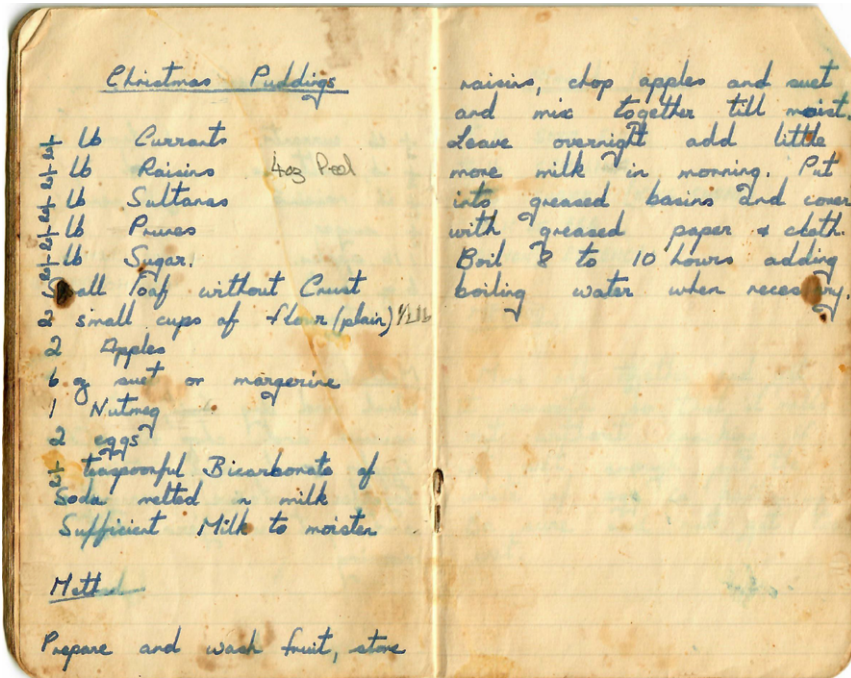 Christmas Puddings
½ lb Currants
½ lb Raisins 4oz Peel
½ lb Sultanas
½ lb Prunes
½ lb Sugar.
Small loaf without Crust
2 small cups of flour (plain) ½ lb
2 Apples
6 oz suet or margerine
1 Nutmeg
2 eggs
½ teaspoonful Bicarbonate of
Soda melted in milk
Sufficient Milk to moisten
Method
Prepare and wash fruit, stone
raisins, chop apples and suet
and mix together till moist.
Leave overnight add little
more milk in morning. Put
into greased basins and cover
with greased paper & cloth.
Boil 8 to 10 hours adding
boiling water when necessary.